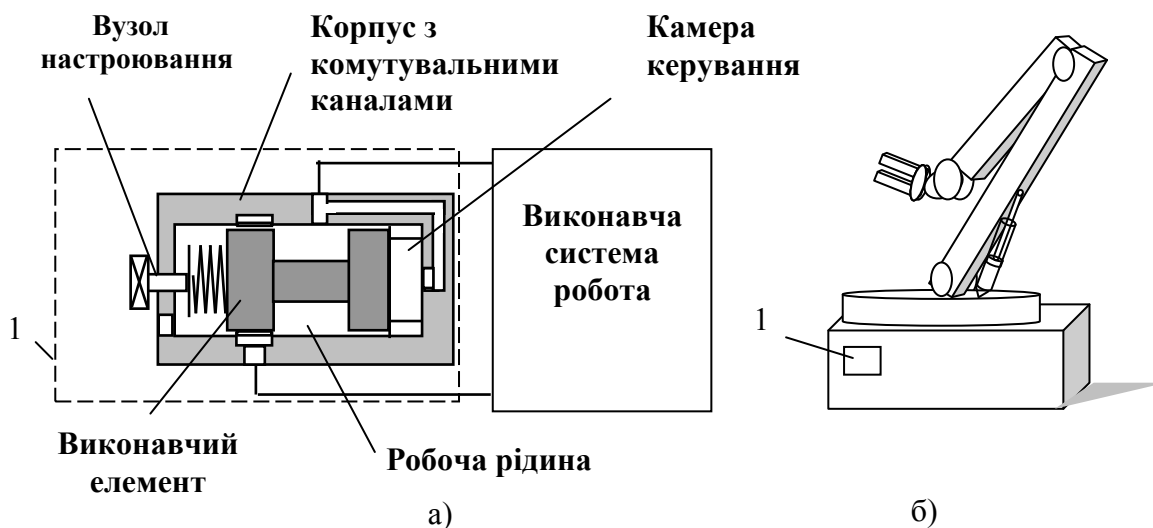 Вузол
настроювання
Корпус з
комутувальними
каналами
Камера
керування
Виконавча
система
робота
1
1
Виконавчий
елемент
Робоча рідина
а)
б)